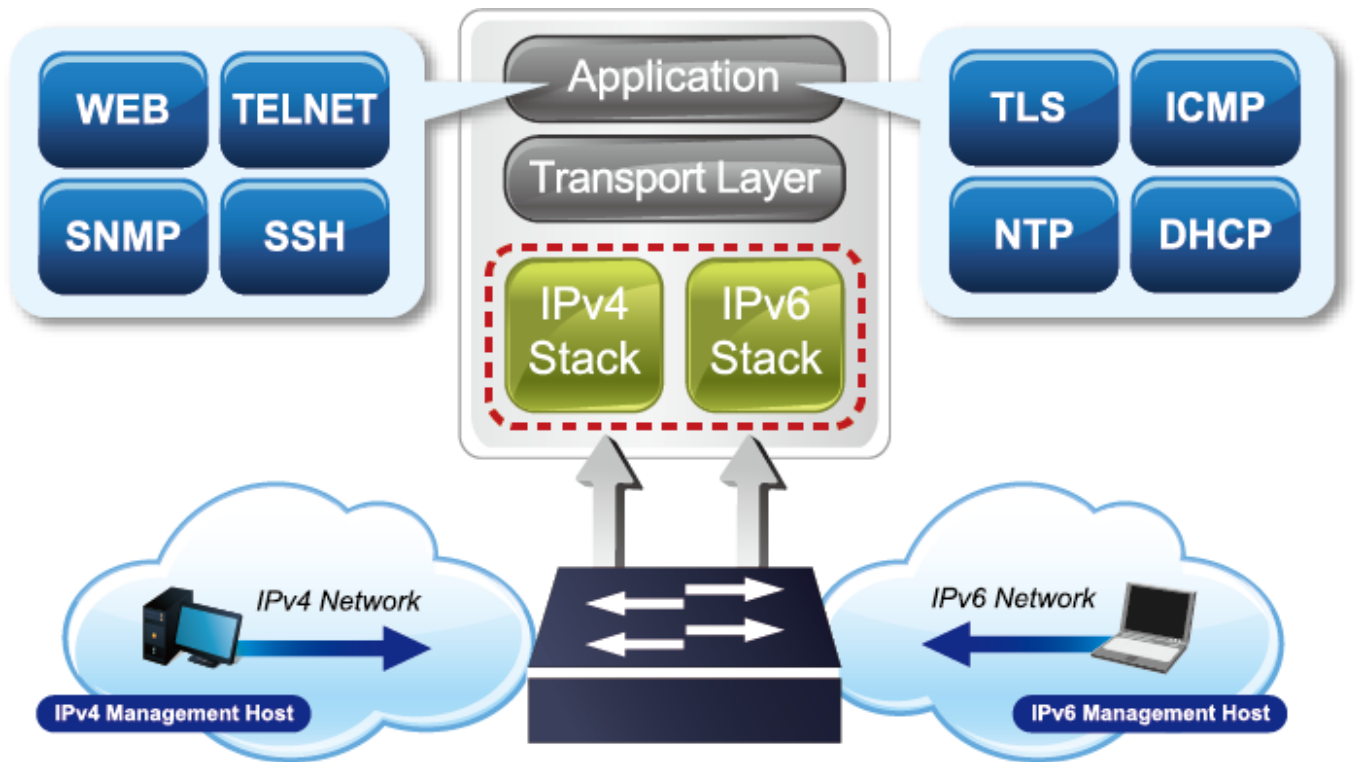 WEB
TELNET
SNMP
SSH
Application
Transport Layer
IPv4
Stack
IPv6
Stack
TLS
ICMP
NTP
DHCP
IPv4 Network
IPv4 Management Host
IPv6 Network
IPv6 Management Host